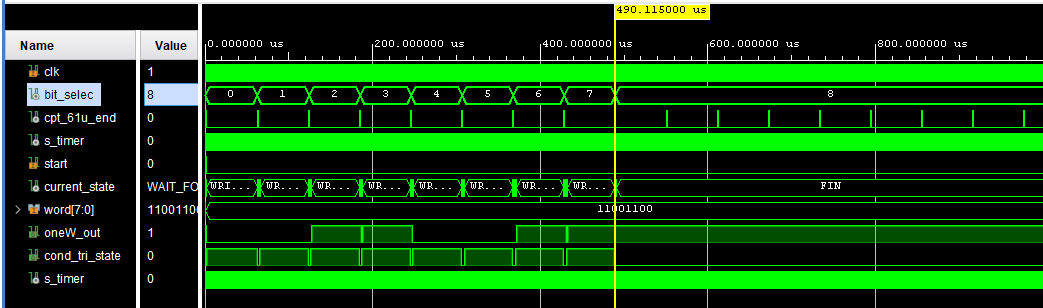 490.115000 us
Name Value 0.000000 us 200.000000 us 400.000000 us 600.000000 us 800.000000 us
clk 1
bit_selec 8 0 1 2 3 4 5 6 7 8
cpt_61u_end 0
s_timer 0
start 0
current_state WAIT_FO WRI... WR... WR... WR... WR... WR... WR... WR... FIN
word[7:0] 11001100 11001100
oneW_out 1
cond_tri_state 0
s_timer 0